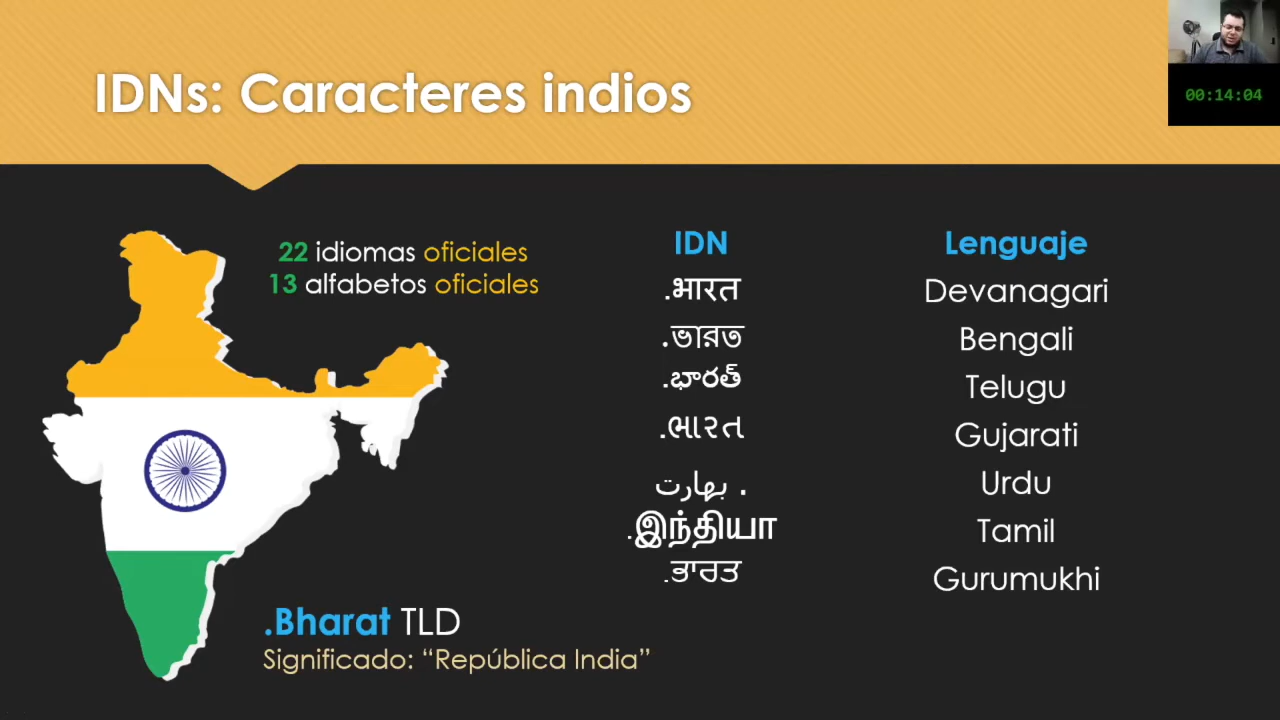 IDNs: Caracteres indios
00:14:04
22 idiomas oficiales
13 alfabetos oficiales
IDN Lenguaje
.भारत Devanagari
.ভারত Bengali
.భారత్ Telugu
.ભારત Gujarati
. بھارت Urdu
.இந்தியா Tamil
.ਭਾਰਤ Gurumukhi
.Bharat TLD
Significado: “República India”